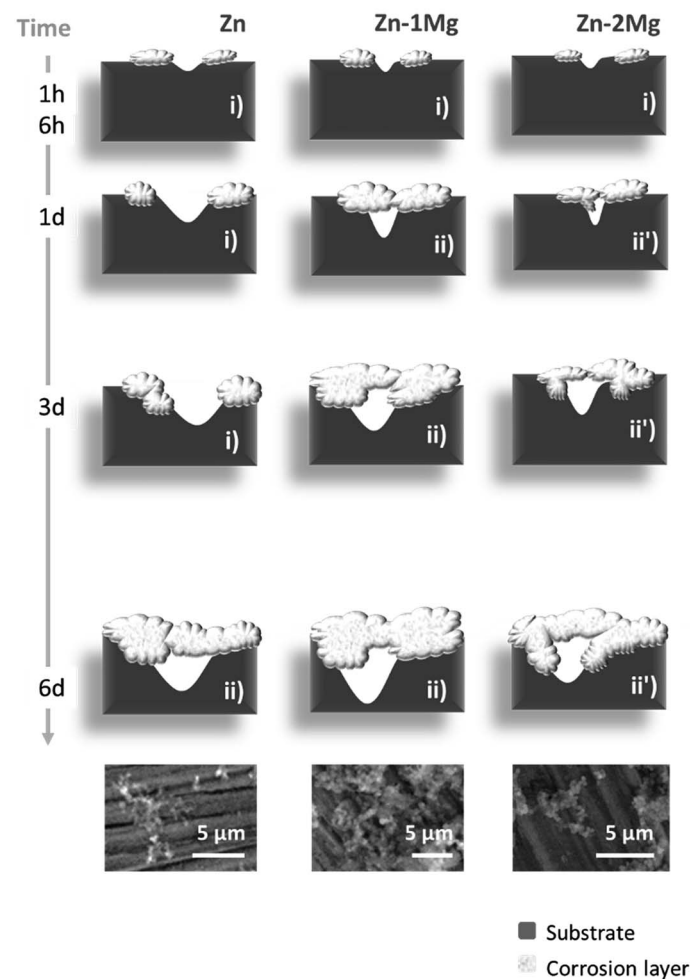 Time Zn Zn-1Mg Zn-2Mg
1h
6h
i) i) i)
1d
i) ii) ii')
3d
i) ii) ii')
6d
ii) ii) ii')
5 µm 5 µm 5 µm
Substrate
Corrosion layer